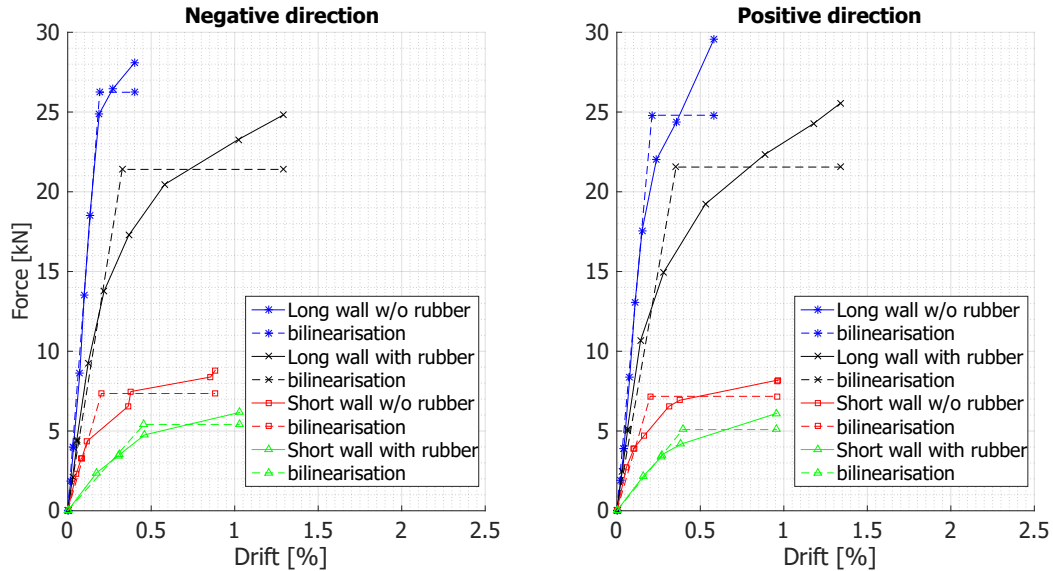 Negative direction
30
25
20
15
10
5
0
Force [kN]
0
0.5
1
1.5
2
2.5
Drift [%]
Long wall w/o rubber
bilinearisation
Long wall with rubber
bilinearisation
Short wall w/o rubber
bilinearisation
Short wall with rubber
bilinearisation
Positive direction
30
25
20
15
10
5
0
0
0.5
1
1.5
2
2.5
Drift [%]
Long wall w/o rubber
bilinearisation
Long wall with rubber
bilinearisation
Short wall w/o rubber
bilinearisation
Short wall with rubber
bilinearisation